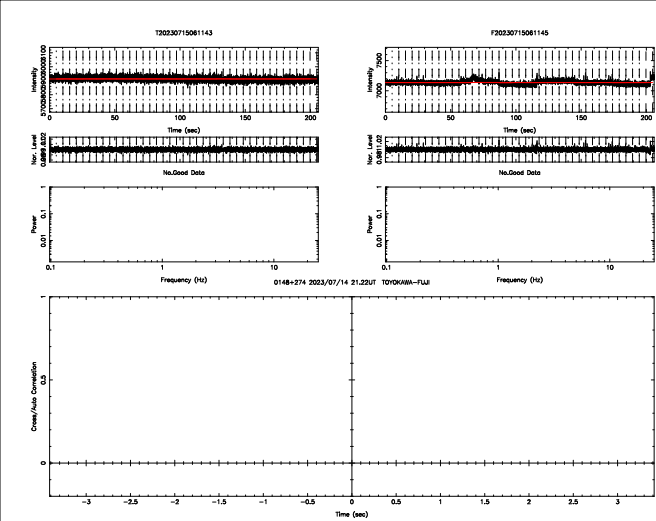 T20230715061143
F20230715061145
Intensity
0 50 100 150 200
Time (sec)
Intensity
7000 7500
0 50 100 150 200
Time (sec)
Nor. Level
No.Good Data
Nor. Level
No.Good Data
Power
0.01 0.1 1
0.1 1 10
Frequency (Hz)
Power
0.01 0.1 1
0.1 1 10
Frequency (Hz)
0148+274 2023/07/14 21.22UT TOYOKAWA-FUJI
Cross/Auto Correlation
0 0.5 1
-3 -2.5 -2 -1.5 -1 -0.5 0 0.5 1 1.5 2 2.5 3
Time (sec)